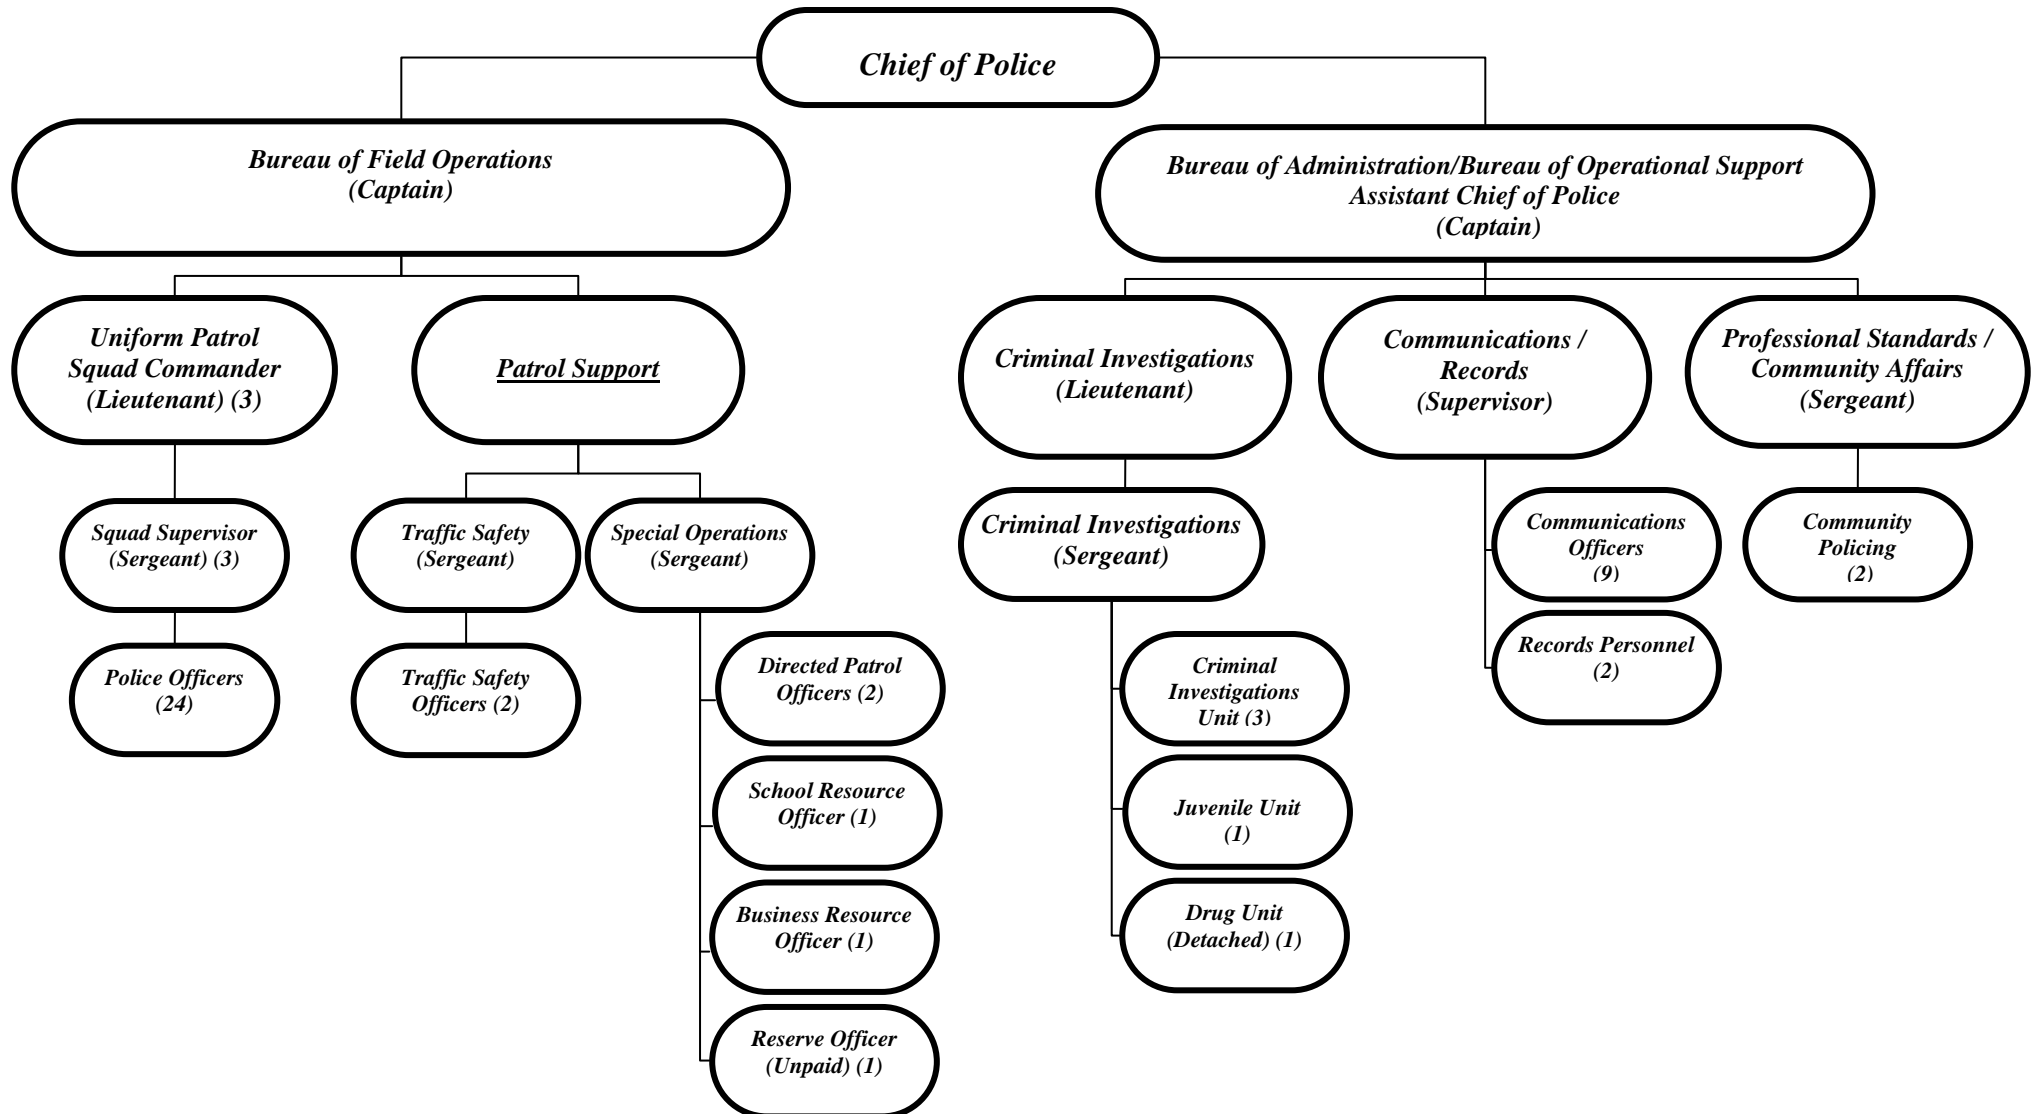 Chief of Police
Bureau of Field Operations
(Captain)
Bureau of Administration/Bureau of Operational Support
Assistant Chief of Police
(Captain)
Uniform Patrol
Squad Commander
(Lieutenant) (3)
Patrol Support
Criminal Investigations
(Lieutenant)
Communications /
Records
(Supervisor)
Professional Standards /
Community Affairs
(Sergeant)
Squad Supervisor
(Sergeant) (3)
Traffic Safety
(Sergeant)
Special Operations
(Sergeant)
Criminal Investigations
(Sergeant)
Communications
Officers
(9)
Community
Policing
(2)
Police Officers
(24)
Traffic Safety
Officers (2)
Directed Patrol
Officers (2)
Criminal
Investigations
Unit (3)
Records Personnel
(2)
School Resource
Officer (1)
Juvenile Unit
(1)
Business Resource
Officer (1)
Drug Unit
(Detached) (1)
Reserve Officer
(Unpaid) (1)